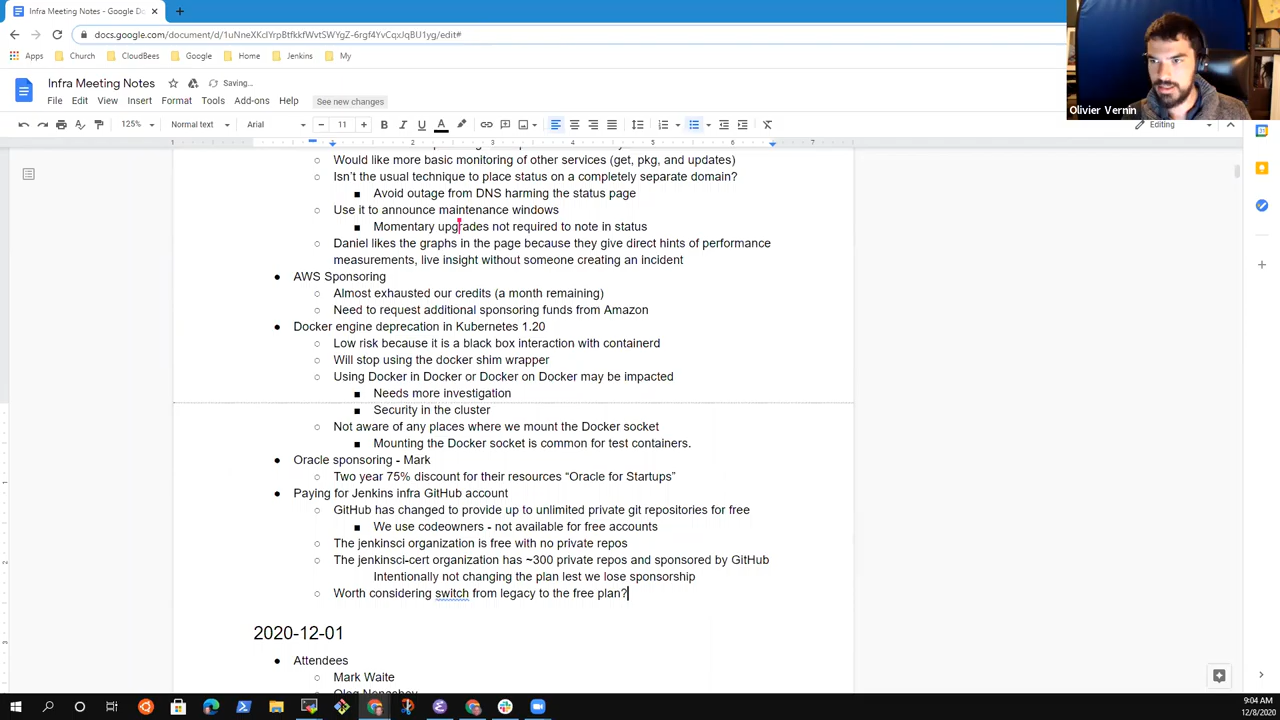 Infra Meeting Notes - Google Do
docs.google.com/document/d/1uNneXKclYrpBtfkkfWvtSWYgZ-6rgf4YvCqxJqBU1yg/edit#
Apps Church CloudBees Google Home Jenkins My
Olivier Vernin
Infra Meeting Notes Saving...
File Edit View Insert Format Tools Add-ons Help See new changes
125% Normal text Arial 11 Editing
1 1 2 3 4 5 6 7
○ Would like more basic monitoring of other services (get, pkg, and updates)
○ Isn't the usual technique to place status on a completely separate domain?
■ Avoid outage from DNS harming the status page
○ Use it to announce maintenance windows
■ Momentary upgrades not required to note in status
○ Daniel likes the graphs in the page because they give direct hints of performance
measurements, live insight without someone creating an incident
● AWS Sponsoring
○ Almost exhausted our credits (a month remaining)
○ Need to request additional sponsoring funds from Amazon
● Docker engine deprecation in Kubernetes 1.20
○ Low risk because it is a black box interaction with containerd
○ Will stop using the docker shim wrapper
○ Using Docker in Docker or Docker on Docker may be impacted
■ Needs more investigation
■ Security in the cluster
○ Not aware of any places where we mount the Docker socket
■ Mounting the Docker socket is common for test containers.
● Oracle sponsoring - Mark
○ Two year 75% discount for their resources “Oracle for Startups”
● Paying for Jenkins infra GitHub account
○ GitHub has changed to provide up to unlimited private git repositories for free
■ We use codeowners - not available for free accounts
○ The jenkinsci organization is free with no private repos
○ The jenkinsci-cert organization has ~300 private repos and sponsored by GitHub
Intentionally not changing the plan lest we lose sponsorship
○ Worth considering switch from legacy to the free plan?
2020-12-01
● Attendees
○ Mark Waite
9:04 AM
12/8/2020